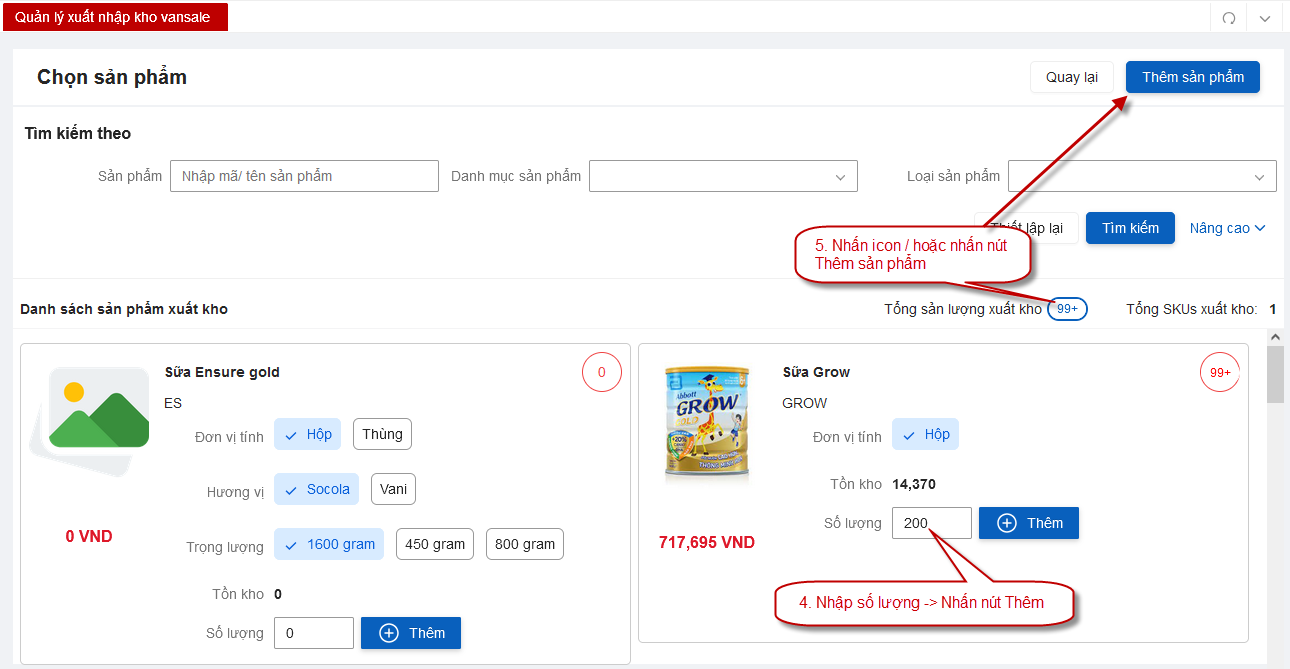 Quản lý xuất nhập kho vansale
Chọn sản phẩm
Quay lại
Thêm sản phẩm
Tìm kiếm theo
Sản phẩm
Nhập mã/ tên sản phẩm
Danh mục sản phẩm
Loại sản phẩm
Thiết lập lại
Tìm kiếm
Nâng cao
5. Nhấn icon / hoặc nhấn nút
Thêm sản phẩm
Danh sách sản phẩm xuất kho
Tổng sản lượng xuất kho
99+
Tổng SKUs xuất kho: 1
Sữa Ensure gold
0
ES
Đơn vị tính
Hộp
Thùng
Hương vị
Socola
Vani
0 VND
Trọng lượng
1600 gram
450 gram
800 gram
Tồn kho 0
Số lượng
0
Thêm
Sữa Grow
99+
GROW
Abbott
GROW
GOLD
Đơn vị tính
Hộp
Tồn kho 14,370
Số lượng
200
Thêm
717,695 VND
4. Nhập số lượng -> Nhấn nút Thêm